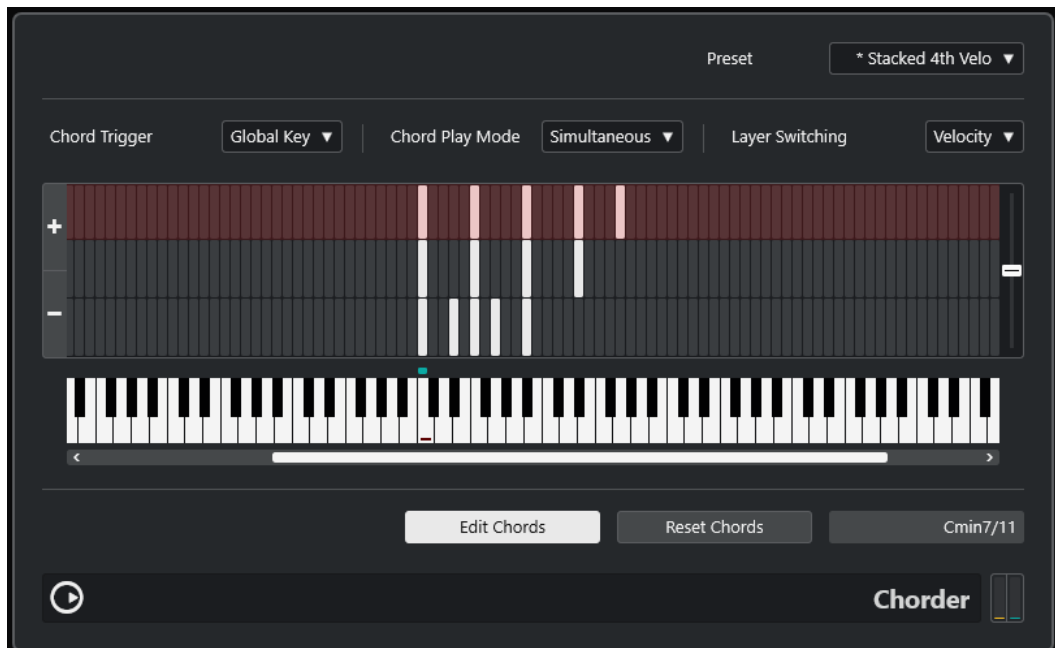 Preset
* Stacked 4th Velo
Chord Trigger
Global Key
Chord Play Mode
Simultaneous
Layer Switching
Velocity
+
−
Edit Chords
Reset Chords
Cmin7/11
Chorder